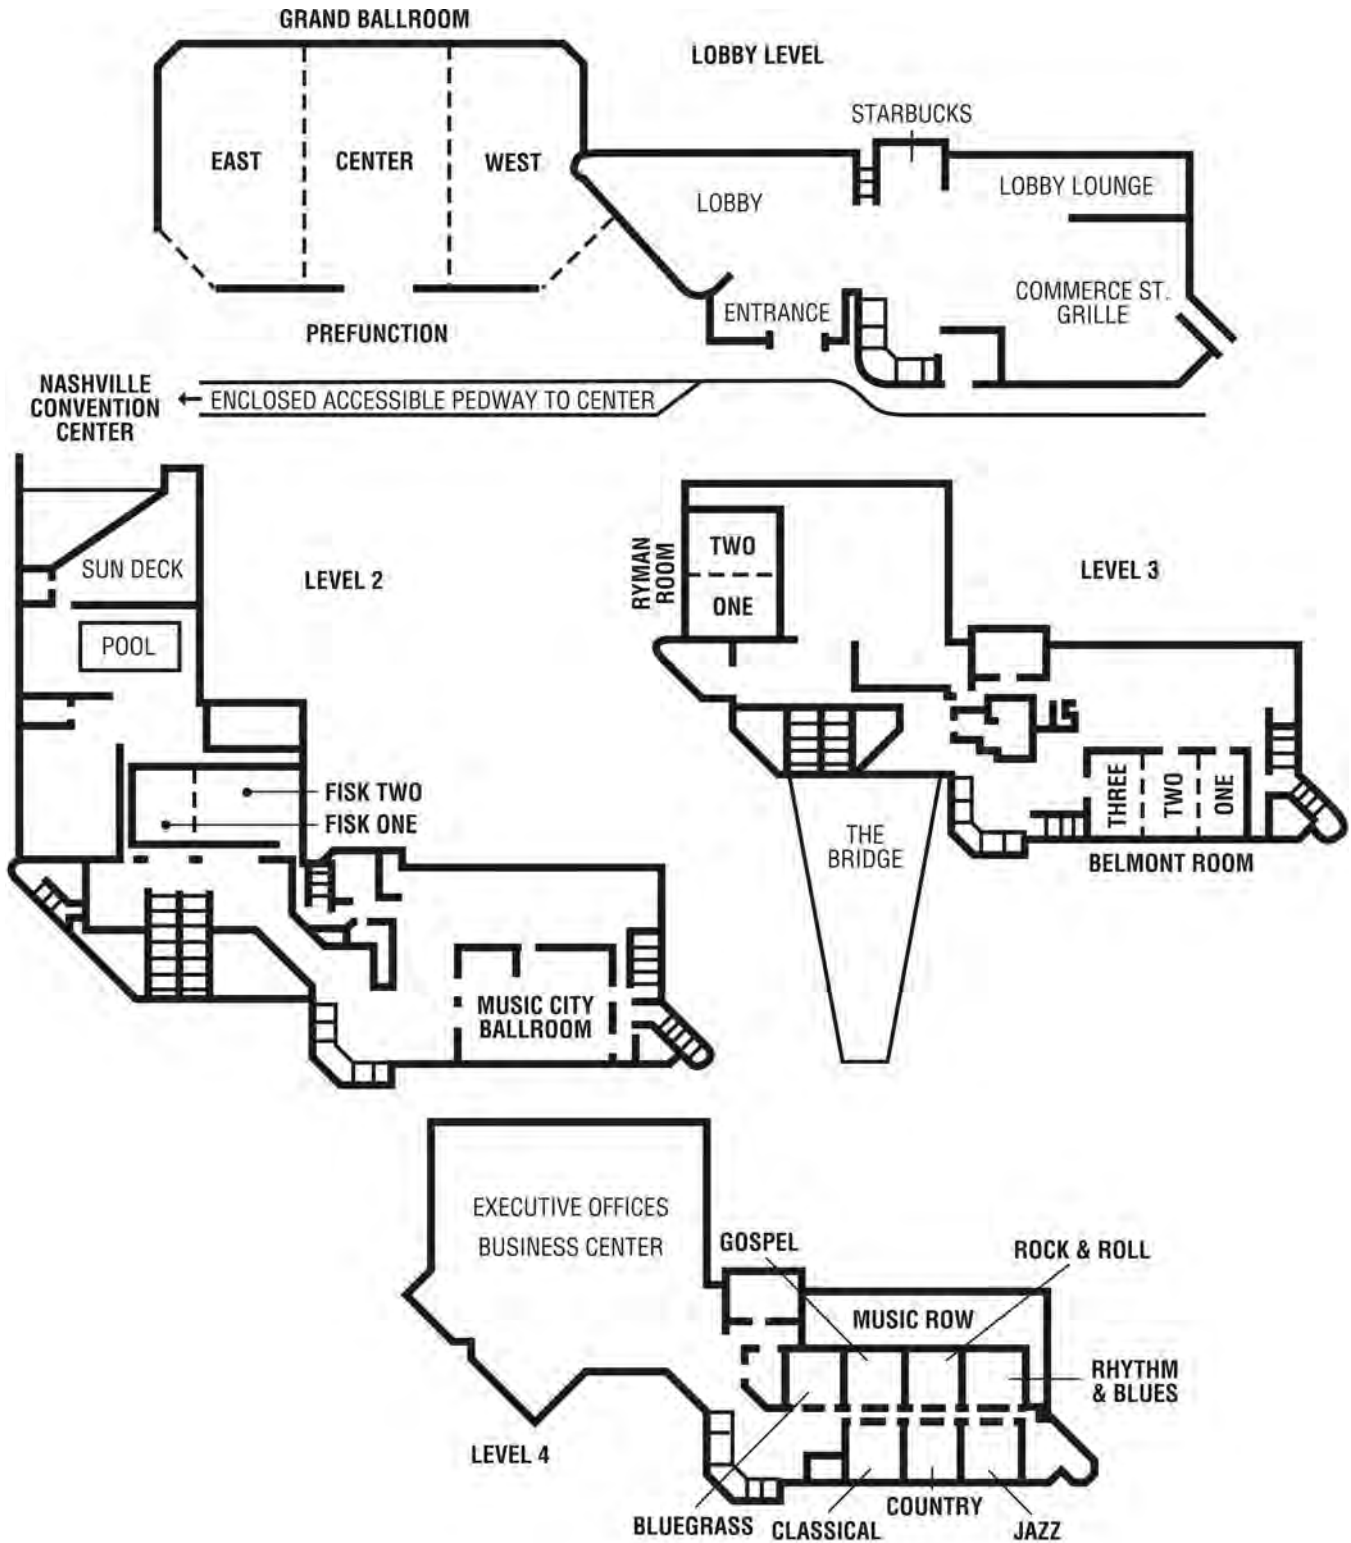 GRAND BALLROOM
LOBBY LEVEL
STARBUCKS
EAST
CENTER
WEST
LOBBY
LOBBY LOUNGE
ENTRANCE
COMMERCE ST.
GRILLE
PREFUNCTION
NASHVILLE
CONVENTION
CENTER
← ENCLOSED ACCESSIBLE PEDWAY TO CENTER
SUN DECK
LEVEL 2
POOL
FISK TWO
FISK ONE
MUSIC CITY
BALLROOM
RYMAN
ROOM
TWO
ONE
LEVEL 3
THE
BRIDGE
THREE
TWO
ONE
BELMONT ROOM
EXECUTIVE OFFICES
BUSINESS CENTER
GOSPEL
ROCK & ROLL
MUSIC ROW
RHYTHM
& BLUES
LEVEL 4
BLUEGRASS
CLASSICAL
COUNTRY
JAZZ